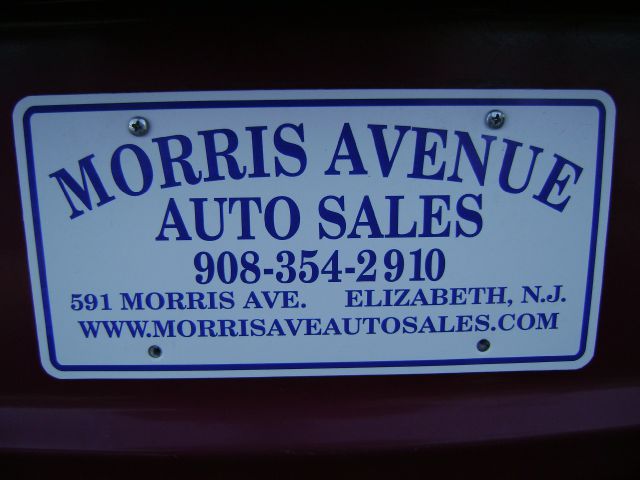 MORRIS AVENUE
AUTO SALES
908-354-2910
591 MORRIS AVE. ELIZABETH, N.J.
WWW.MORRISAVEAUTOSALES.COM